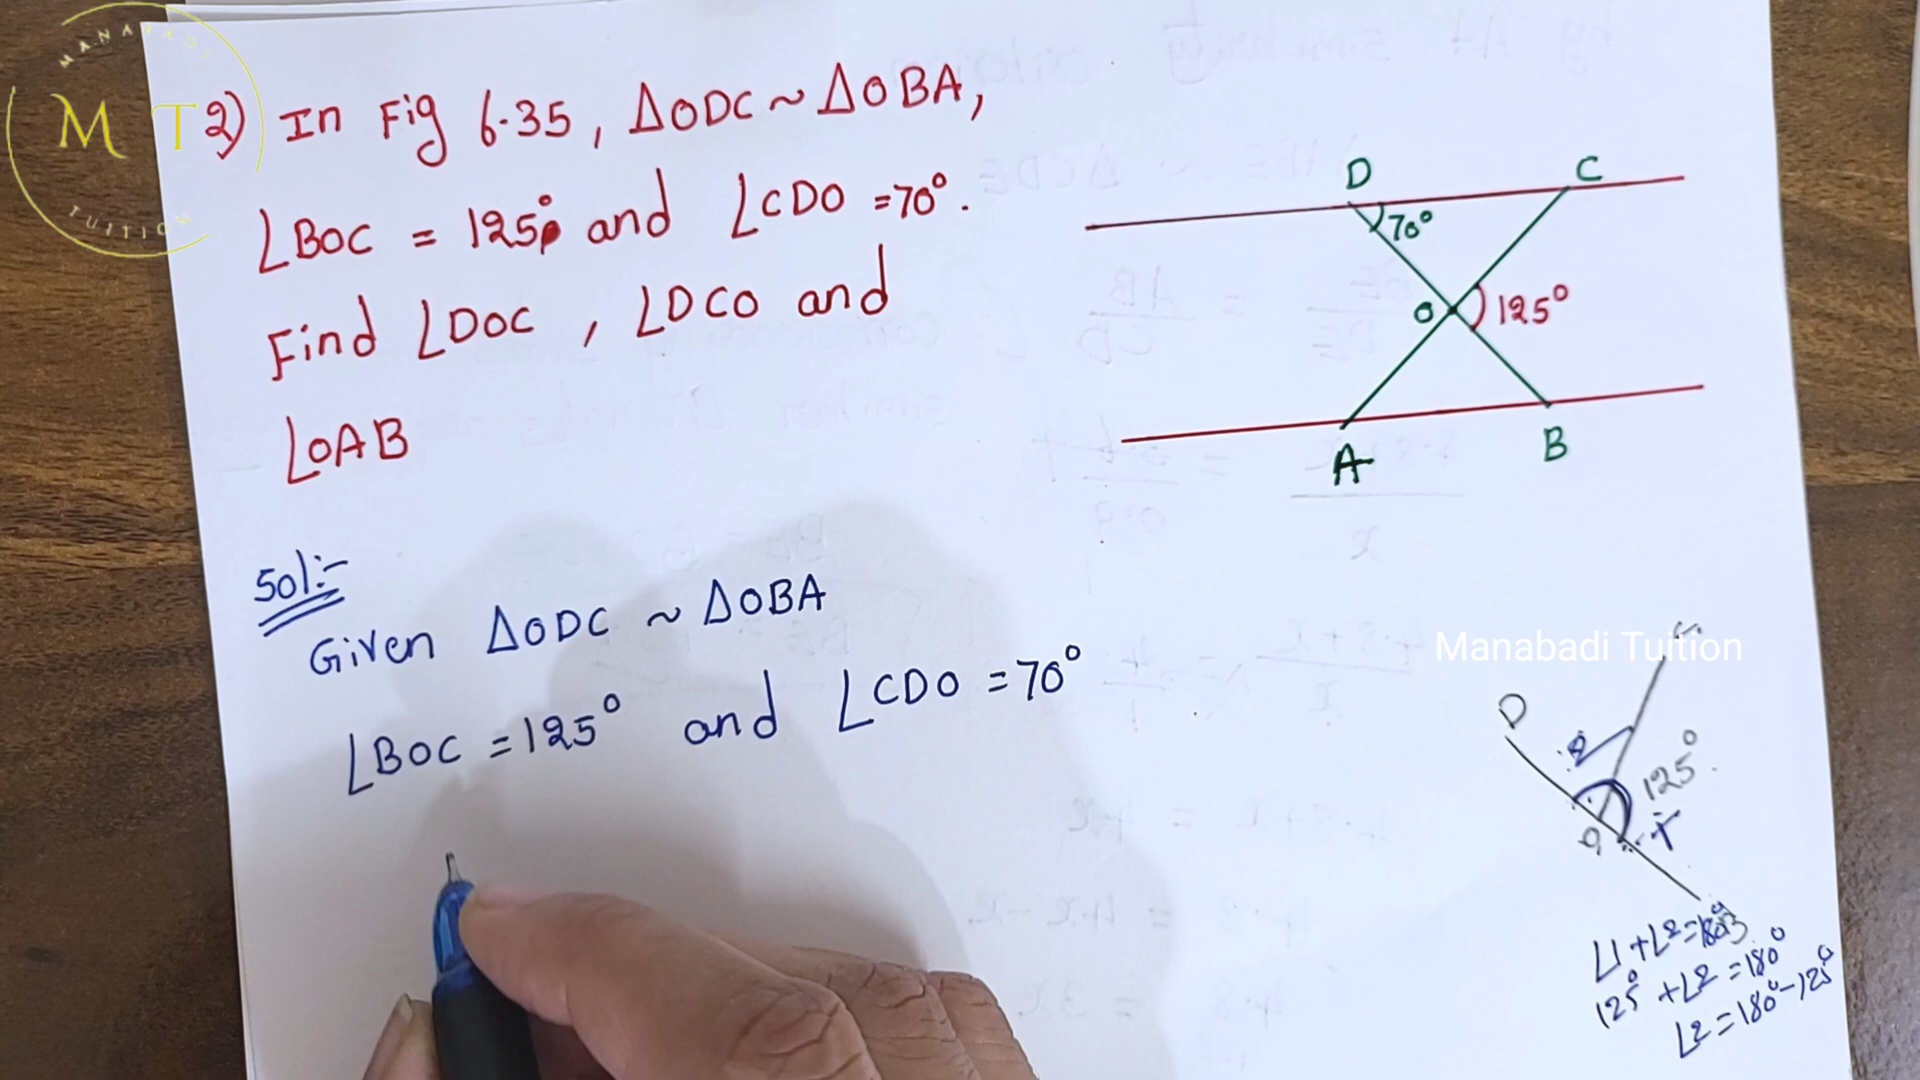 MANABADI
M T
TUITION
2) In Fig 6.35, ΔODC ~ ΔOBA,
∠BOC = 125° and ∠CDO = 70°.
Find ∠DOC, ∠DCO and
∠OAB
D C
70°
O 125°
A B
Sol:-
Given ΔODC ~ ΔOBA
∠BOC = 125° and ∠CDO = 70°
Manabadi Tuition
D
2
125°
O 1
∠1 + ∠2 = 180°
125° + ∠2 = 180°
∠2 = 180° - 125°